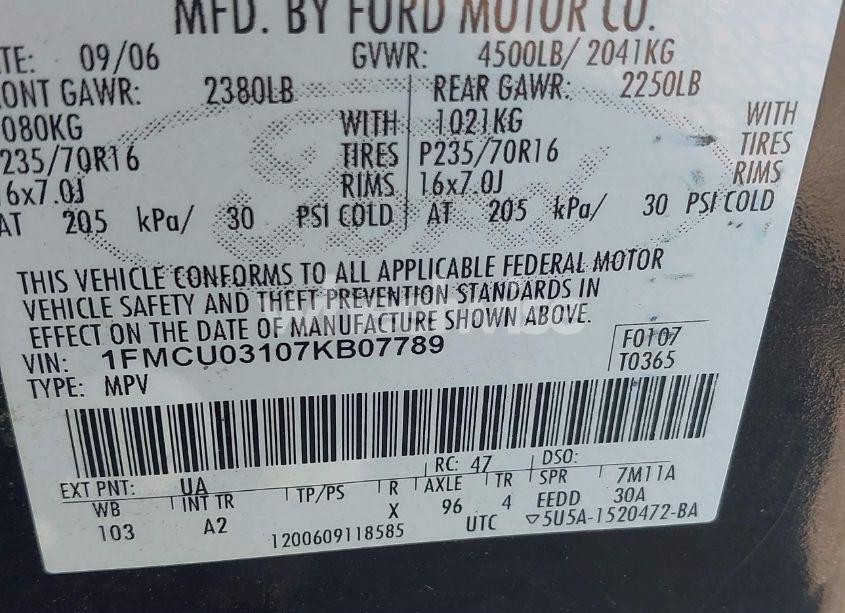 MFD. BY FORD MOTOR CO.
TE: 09/06 GVWR: 4500LB/ 2041KG
ONT GAWR: 2380LB REAR GAWR: 2250LB
080KG WITH 1021KG WITH
235/70R16 TIRES P235/70R16 TIRES
16x7.0J RIMS 16x7.0J RIMS
AT 205 kPa/ 30 PSI COLD AT 205 kPa/ 30 PSI COLD
THIS VEHICLE CONFORMS TO ALL APPLICABLE FEDERAL MOTOR
VEHICLE SAFETY AND THEFT PREVENTION STANDARDS IN
EFFECT ON THE DATE OF MANUFACTURE SHOWN ABOVE.
VIN: 1FMCU03107KB07789 F0107
TYPE: MPV T0365
EXT PNT: UA RC: 47 DSO:
WB INT TR TP/PS R AXLE TR SPR 7M11A
103 A2 X 96 4 EEDD 30A
1200609118585 UTC ▽5U5A-1520472-BA